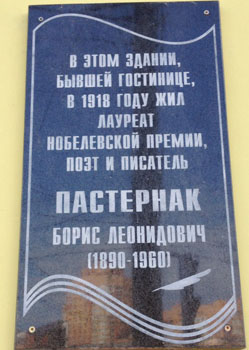 В ЭТОМ ЗДАНИИ,
БЫВШЕЙ ГОСТИНИЦЕ,
В 1918 ГОДУ ЖИЛ
ЛАУРЕАТ
НОБЕЛЕВСКОЙ ПРЕМИИ,
ПОЭТ И ПИСАТЕЛЬ
ПАСТЕРНАК
БОРИС ЛЕОНИДОВИЧ
(1890-1960)